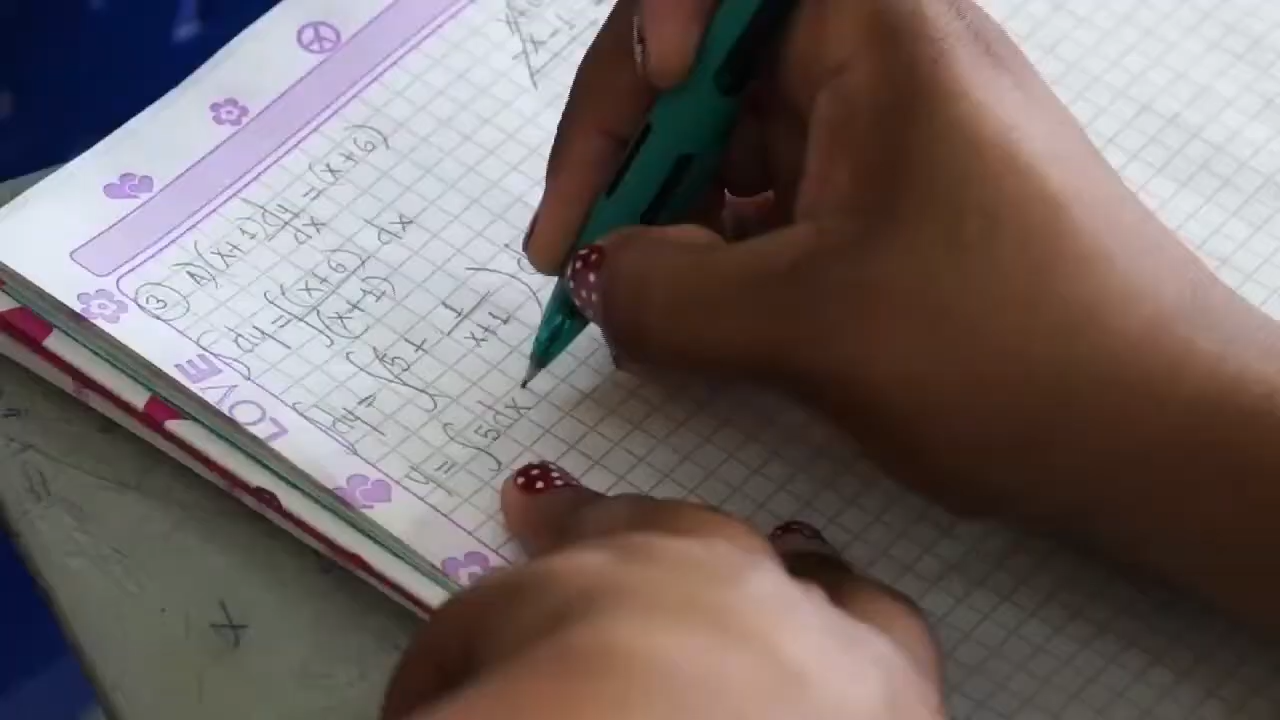 ③ A) (x+1) dy/dx = (x+6)
∫dy = ∫(x+6)/(x+1) dx
∫dy = ∫(5 + 1/(x+1))
y = ∫5dx
LOVE